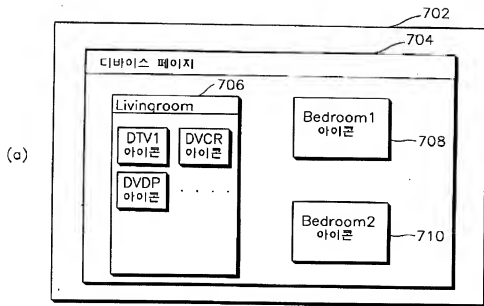 702
704
디바이스 페이지
706
Livingroom
DTV1
아이콘
DVCR
아이콘
DVDP
아이콘
. . . . .
Bedroom1
아이콘
708
Bedroom2
아이콘
710
(a)